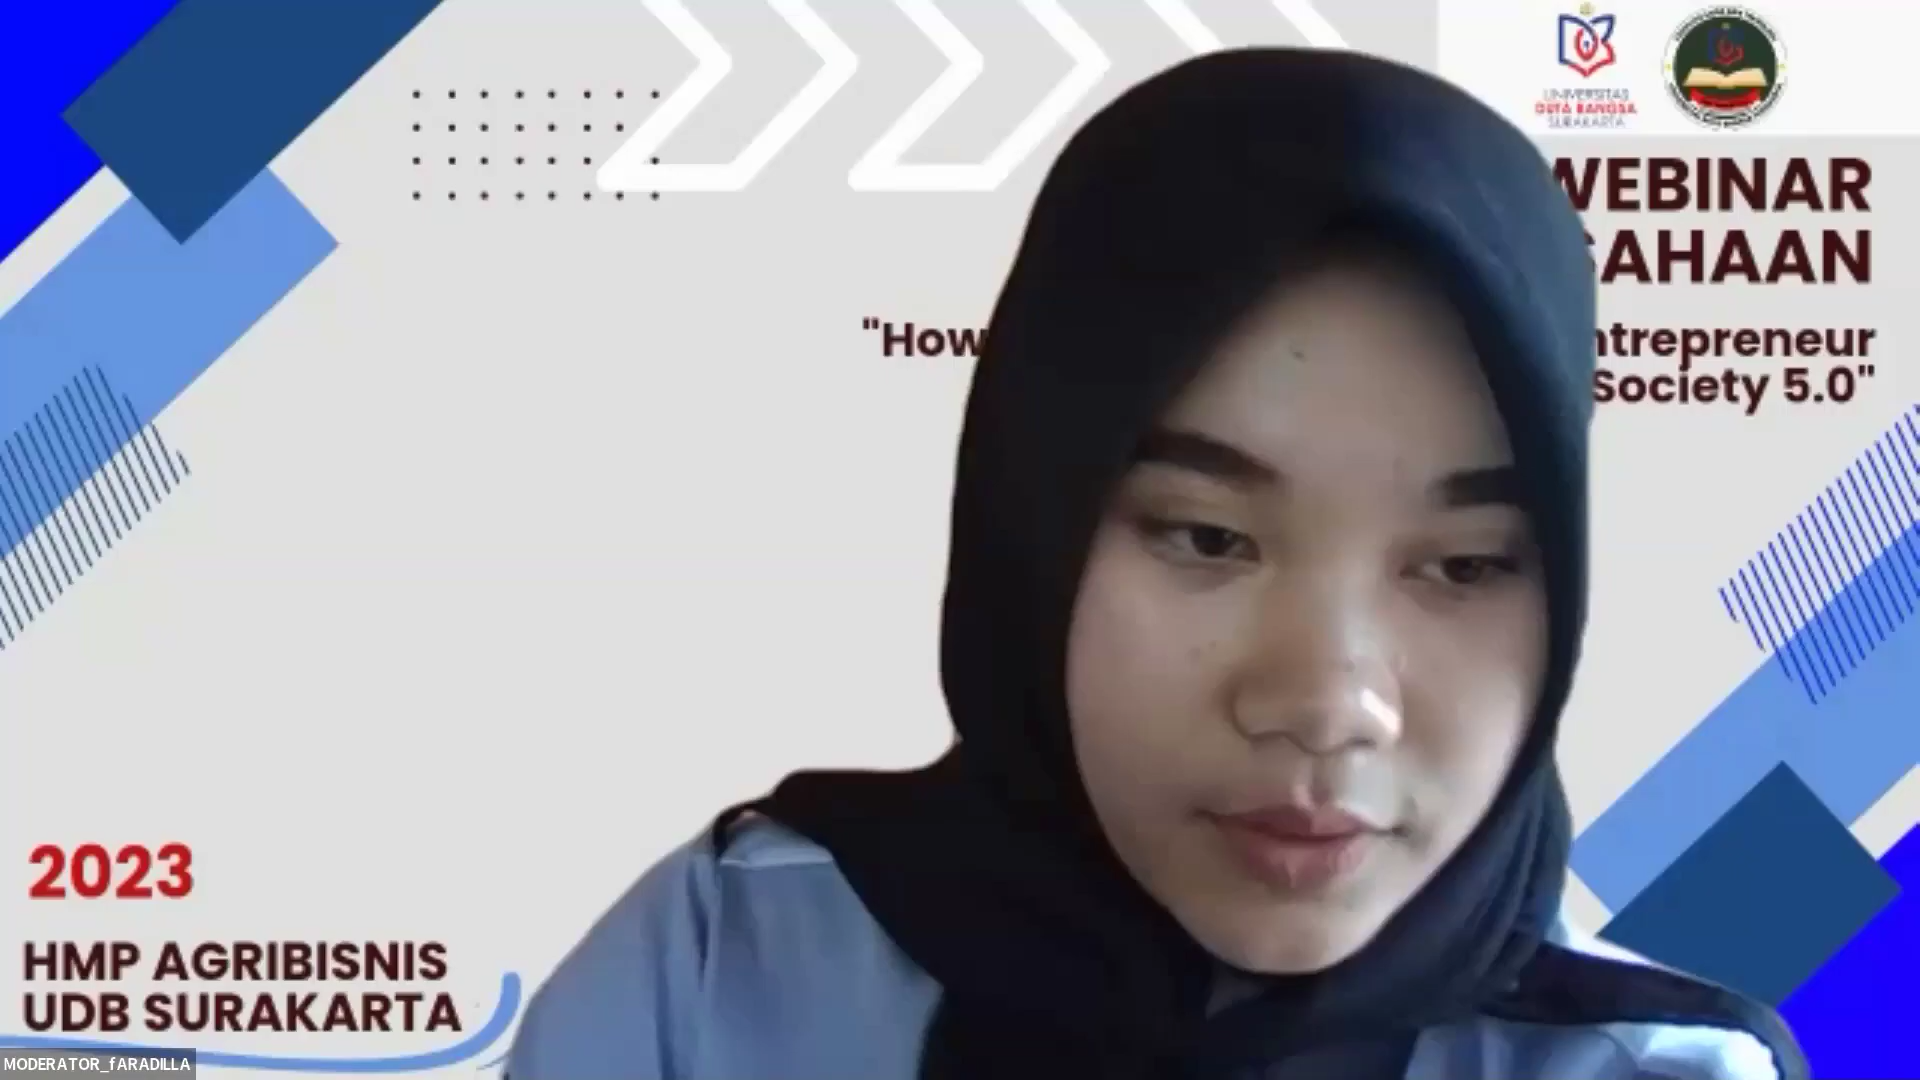 UNIVERSITAS
DUTA BANGSA
SURAKARTA
WEBINAR
SAHAAN
"How
ntrepreneur
Society 5.0"
2023
HMP AGRIBISNIS
UDB SURAKARTA
MODERATOR_fARADILLA